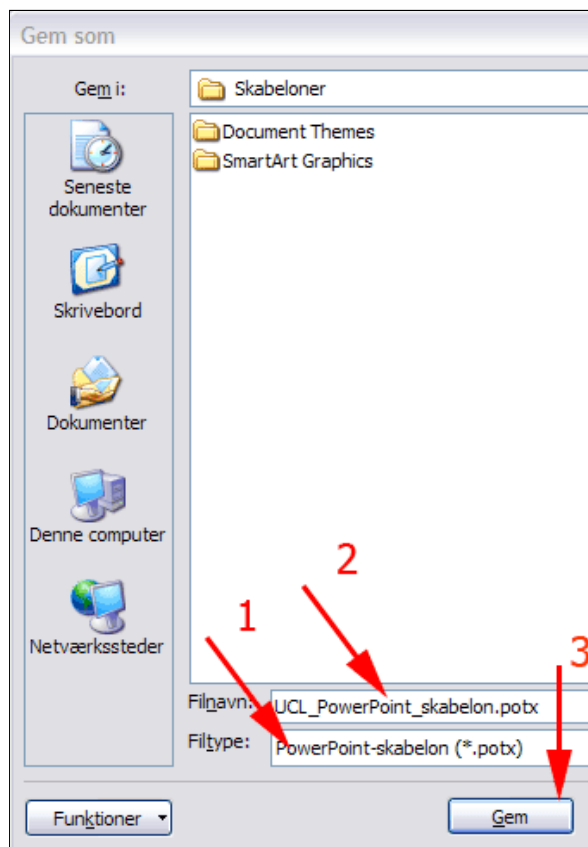 Gem som
Gem i:
Skabeloner
Document Themes
SmartArt Graphics
Seneste
dokumenter
Skrivebord
Dokumenter
Denne computer
Netværkssteder
2
1
3
Filnavn:
UCL_PowerPoint_skabelon.potx
Filtype:
PowerPoint-skabelon (*.potx)
Funktioner
Gem